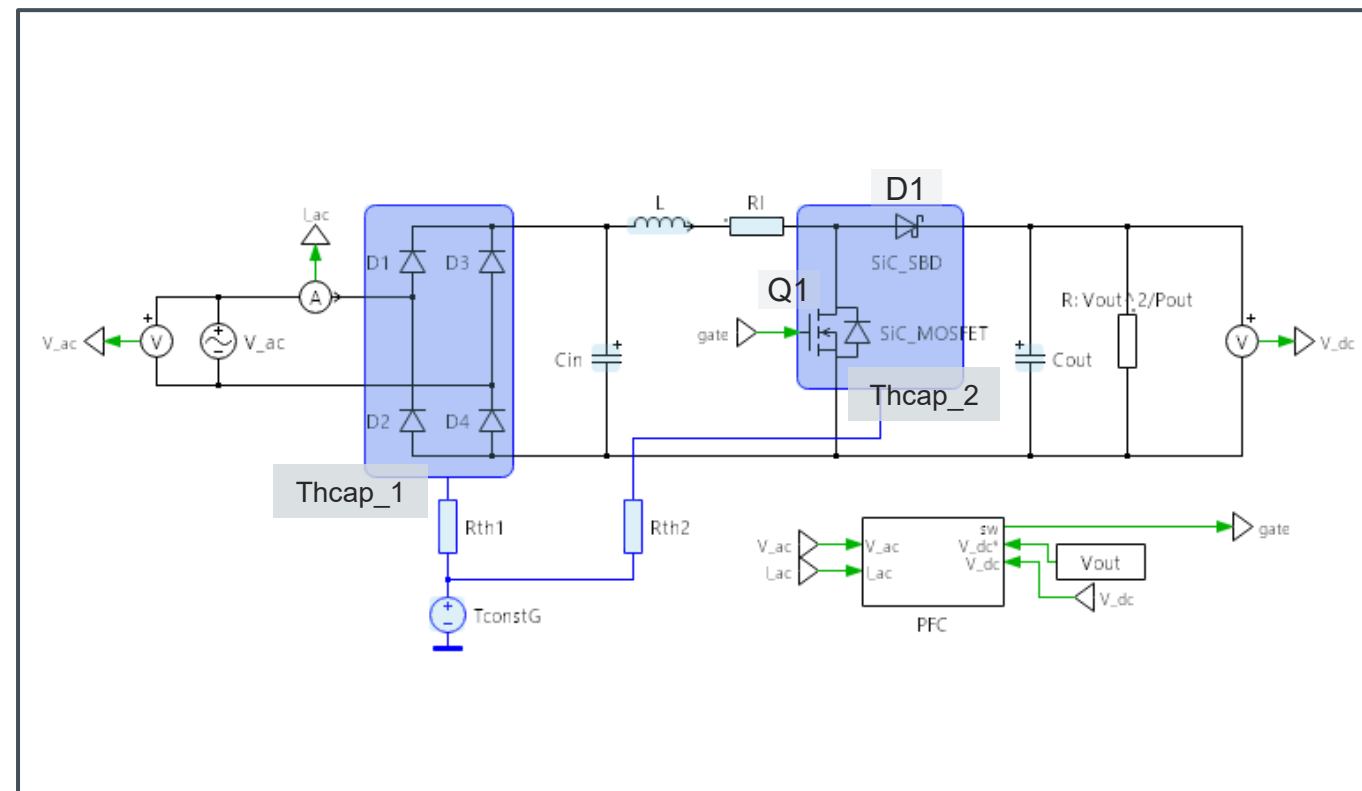 D1
I_ac
L
Rl
D1
D3
SiC_SBD
Q1
A
R: Vout^2/Pout
V_ac
V
V_ac
gate
SiC_MOSFET
Cin
Cout
V
V_dc
D2
D4
Thcap_2
Thcap_1
Rth1
Rth2
sw
gate
V_ac
V_ac
V_dc*
Vout
I_ac
I_ac
V_dc
V_dc
TconstG
PFC